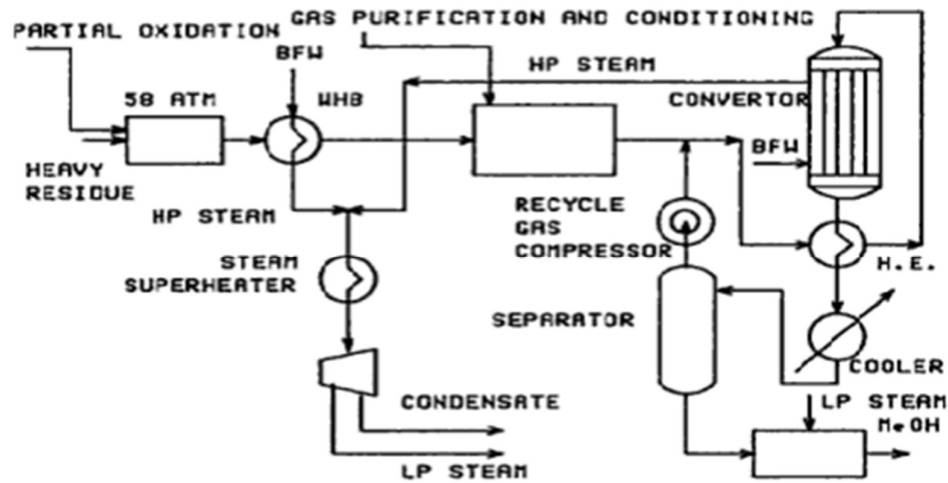 GAS PURIFICATION AND CONDITIONING
PARTIAL OXIDATION
BFW
HP STEAM
58 ATM
WHB
CONVERTOR
BFW
HEAVY
RESIDUE
HP STEAM
RECYCLE
GAS
COMPRESSOR
H.E.
STEAM
SUPERHEATER
SEPARATOR
COOLER
CONDENSATE
LP STEAM
MeOH
LP STEAM